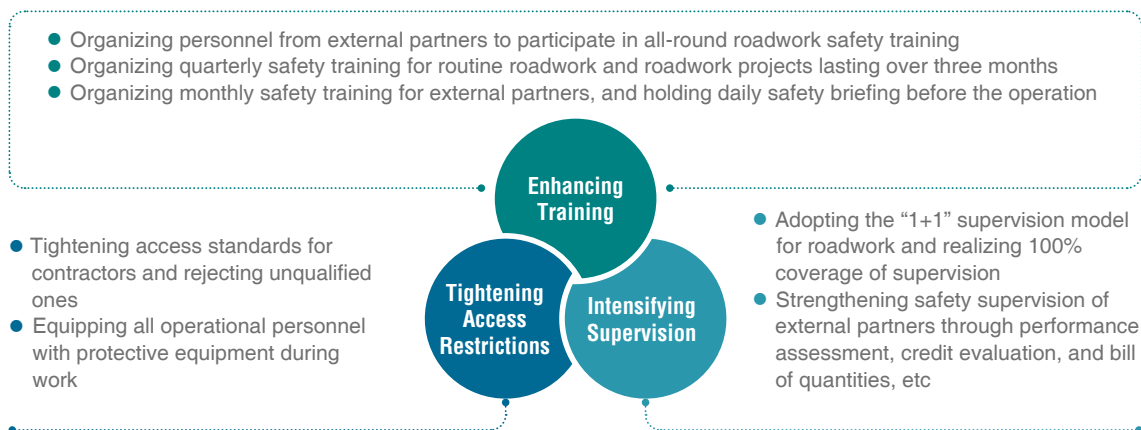 ● Organizing personnel from external partners to participate in all-round roadwork safety training
● Organizing quarterly safety training for routine roadwork and roadwork projects lasting over three months
● Organizing monthly safety training for external partners, and holding daily safety briefing before the operation
Enhancing
Training
● Tightening access standards for
contractors and rejecting unqualified
ones
● Equipping all operational personnel
with protective equipment during
work
Tightening
Access
Restrictions
Intensifying
Supervision
● Adopting the “1+1” supervision model
for roadwork and realizing 100%
coverage of supervision
● Strengthening safety supervision of
external partners through performance
assessment, credit evaluation, and bill
of quantities, etc